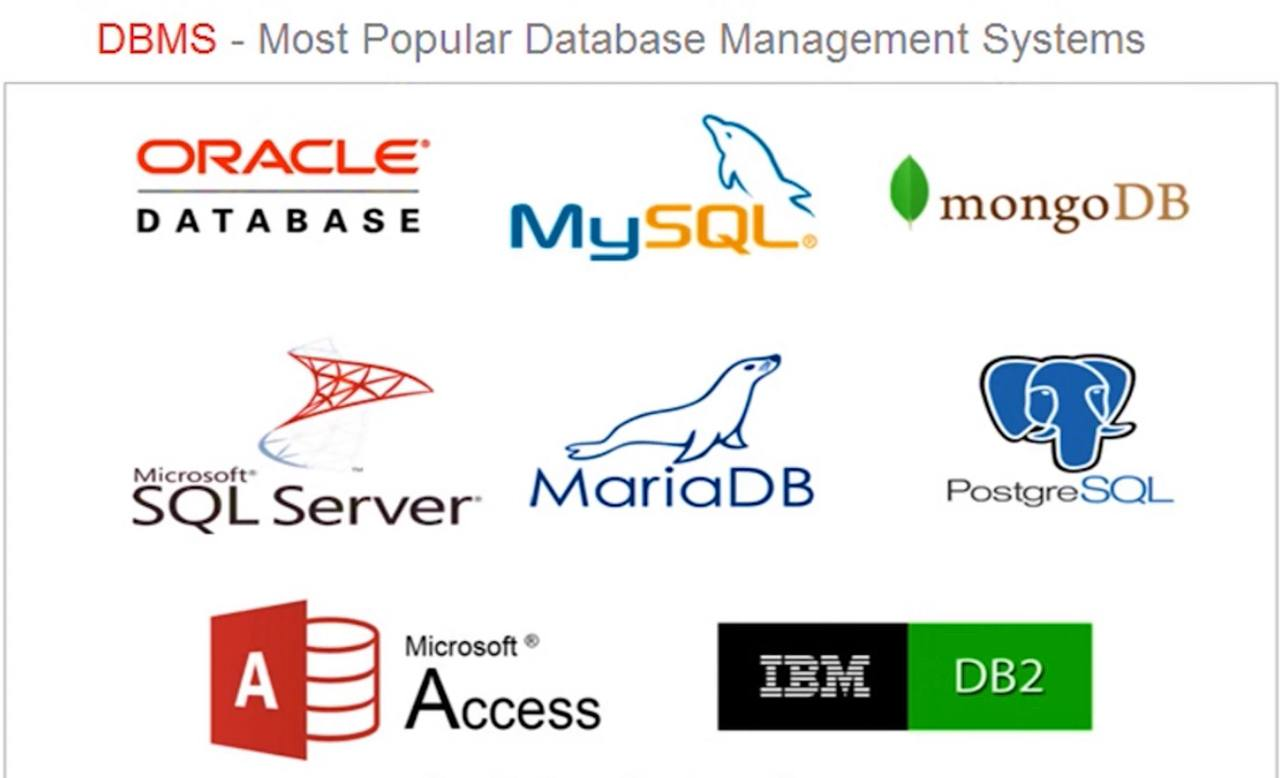 DBMS - Most Popular Database Management Systems
ORACLE®
DATABASE
MySQL®
mongoDB
Microsoft®
SQL Server®
™
MariaDB
PostgreSQL
A
Microsoft ®
Access
IBM
DB2